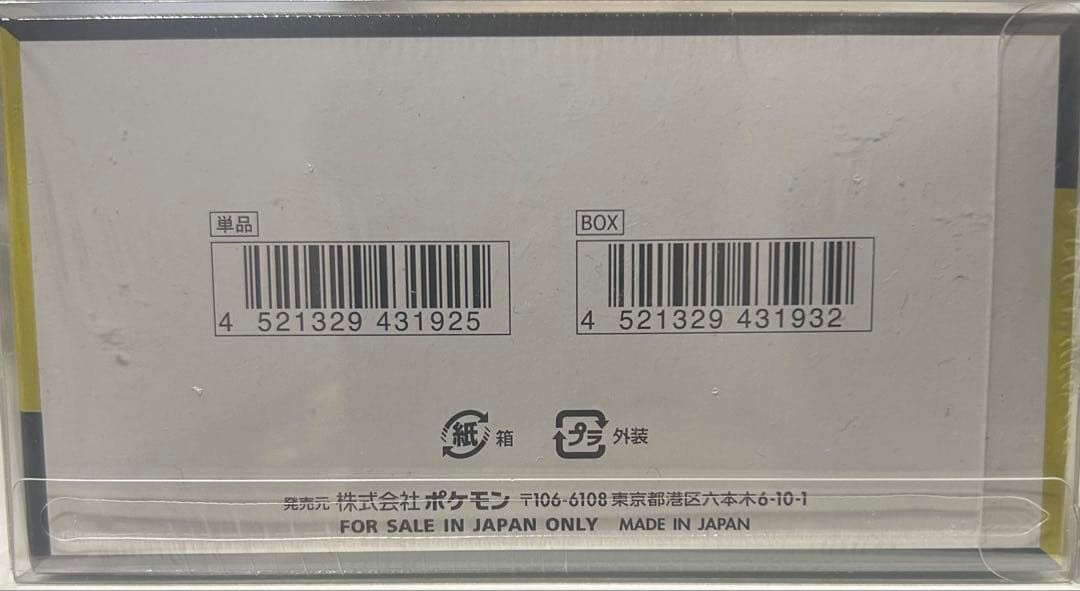 単品
BOX
4 521329 431925
4 521329 431932
紙 箱
プラ 外装
発売元 株式会社ポケモン 〒106-6108 東京都港区六本木6-10-1
FOR SALE IN JAPAN ONLY MADE IN JAPAN